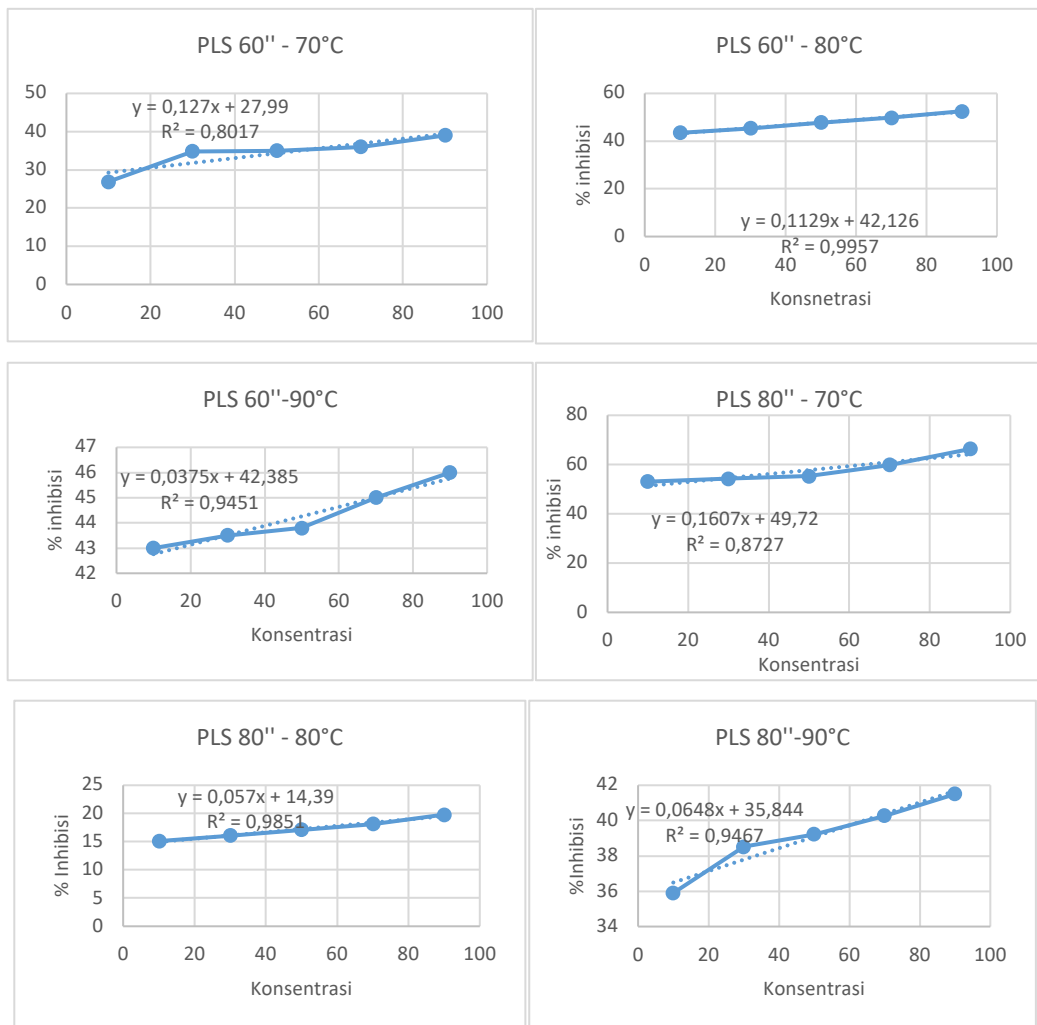 PLS 60'' - 70°C
y = 0,127x + 27,99
R² = 0,8017
50
40
30
20
10
0
0 20 40 60 80 100
PLS 60'' - 80°C
% inhibisi
60
40
20
0
y = 0,1129x + 42,126
R² = 0,9957
0 20 40 60 80 100
Konsnetrasi
PLS 60''-90°C
% inhibisi
47
46
45
44
43
42
y = 0,0375x + 42,385
R² = 0,9451
0 20 40 60 80 100
Konsentrasi
PLS 80'' - 70°C
% inhibisi
80
60
40
20
0
y = 0,1607x + 49,72
R² = 0,8727
0 20 40 60 80 100
Konsentrasi
PLS 80'' - 80°C
% Inhibisi
25
20
15
10
5
0
y = 0,057x + 14,39
R² = 0,9851
0 20 40 60 80 100
Konsentrasi
PLS 80''-90°C
%Inhibisi
42
40
38
36
34
y = 0,0648x + 35,844
R² = 0,9467
0 20 40 60 80 100
Konsentrasi